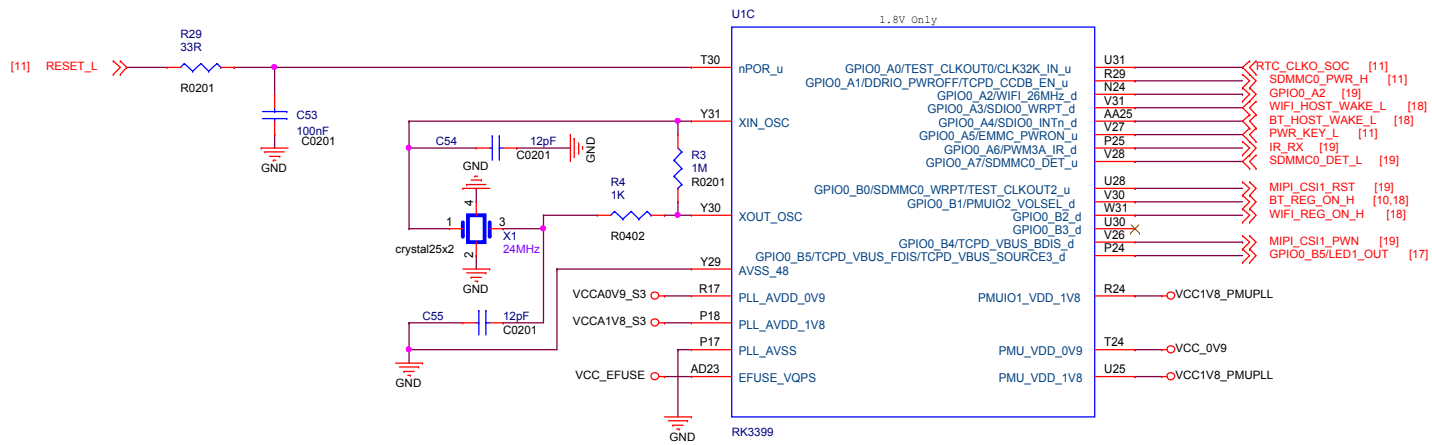 U1C
1.8V Only
R29
33R
[11] RESET_L
R0201
T30
nPOR_u
C53
100nF
C0201
GND
Y31
XIN_OSC
C54
12pF
C0201
GND
R3
1M
R0201
GND
R4
1K
R0402
Y30
XOUT_OSC
4
1
3
2
X1
24MHz
crystal25x2
GND
Y29
AVSS_48
VCCA0V9_S3
R17
PLL_AVDD_0V9
C55
12pF
C0201
VCCA1V8_S3
P18
PLL_AVDD_1V8
P17
PLL_AVSS
GND
VCC_EFUSE
AD23
EFUSE_VQPS
GND
RK3399
GPIO0_A0/TEST_CLKOUT0/CLK32K_IN_u U31 RTC_CLKO_SOC [11]
GPIO0_A1/DDRIO_PWROFF/TCPD_CCDB_EN_u R29 SDMMC0_PWR_H [11]
GPIO0_A2/WIFI_26MHz_d N24 GPIO0_A2 [19]
GPIO0_A3/SDIO0_WRPT_d V31 WIFI_HOST_WAKE_L [18]
GPIO0_A4/SDIO0_INTn_d AA25 BT_HOST_WAKE_L [18]
GPIO0_A5/EMMC_PWRON_u V27 PWR_KEY_L [11]
GPIO0_A6/PWM3A_IR_d P25 IR_RX [19]
GPIO0_A7/SDMMC0_DET_u V28 SDMMC0_DET_L [19]
GPIO0_B0/SDMMC0_WRPT/TEST_CLKOUT2_u U28 MIPI_CSI1_RST [19]
GPIO0_B1/PMUIO2_VOLSEL_d V30 BT_REG_ON_H [10,18]
GPIO0_B2_d W31 WIFI_REG_ON_H [18]
GPIO0_B3_d U30
GPIO0_B4/TCPD_VBUS_BDIS_d V26 MIPI_CSI1_PWN [19]
GPIO0_B5/TCPD_VBUS_FDIS/TCPD_VBUS_SOURCE3_d P24 GPIO0_B5/LED1_OUT [17]
PMUIO1_VDD_1V8 R24 VCC1V8_PMUPLL
PMU_VDD_0V9 T24 VCC_0V9
PMU_VDD_1V8 U25 VCC1V8_PMUPLL